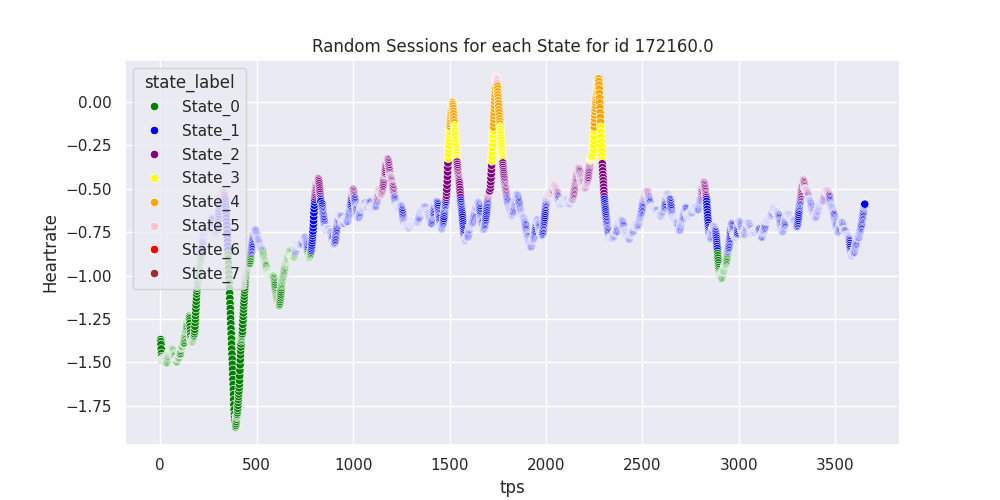 Random Sessions for each State for id 172160.0
state_label
State_0
State_1
State_2
State_3
State_4
State_5
State_6
State_7
Heartrate
0.00
−0.25
−0.50
−0.75
−1.00
−1.25
−1.50
−1.75
0 500 1000 1500 2000 2500 3000 3500
tps